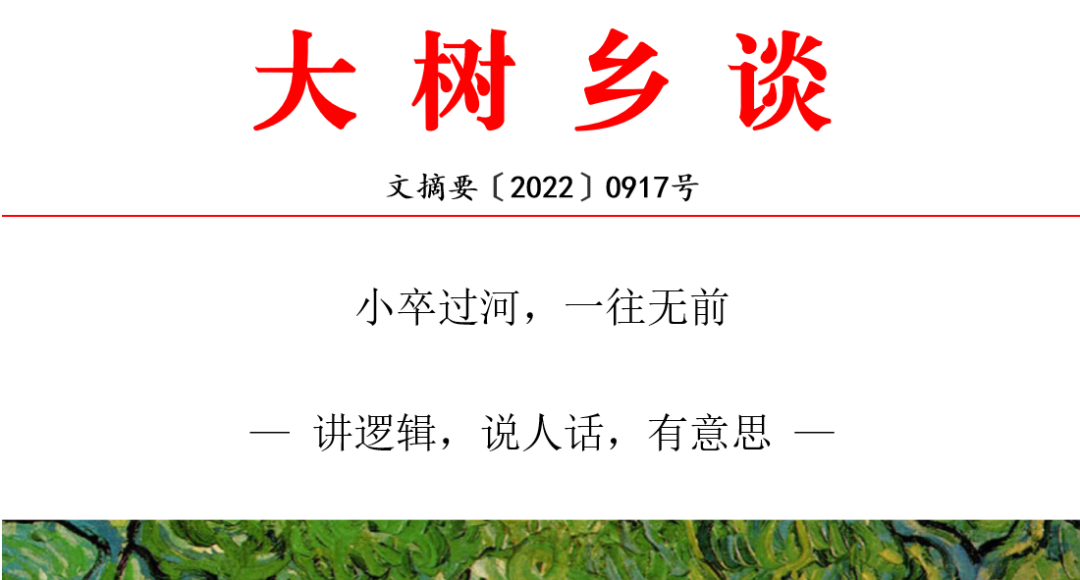 大树乡谈
文摘要〔2022〕0917号
小卒过河，一往无前
— 讲逻辑，说人话，有意思 —